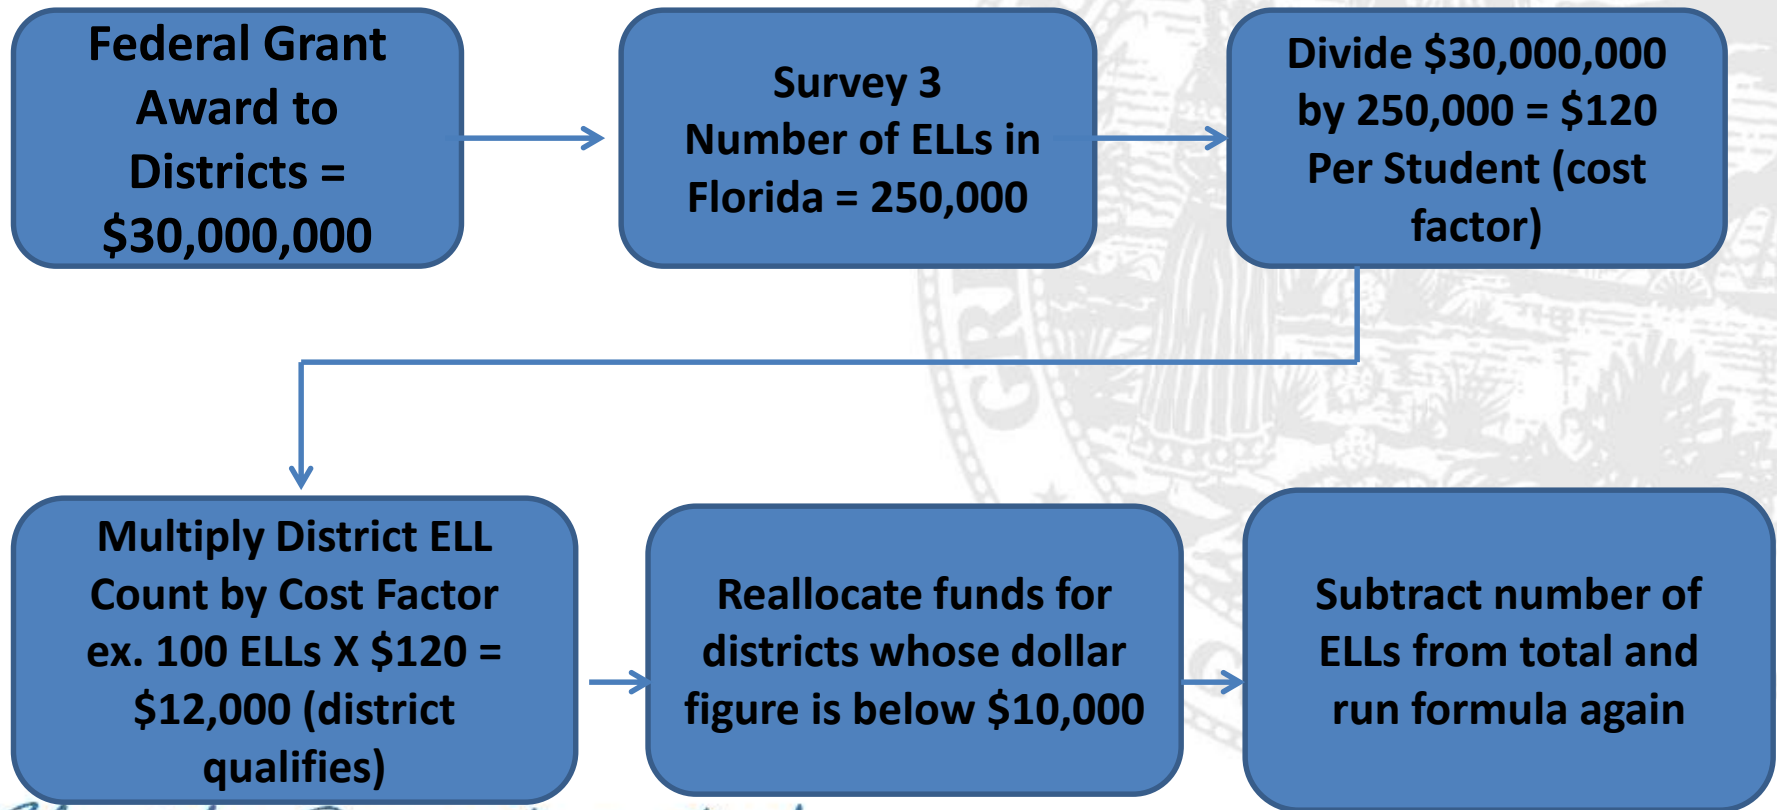 Federal Grant
Award to
Districts =
$30,000,000
Survey 3
Number of ELLs in
Florida = 250,000
Divide $30,000,000
by 250,000 = $120
Per Student (cost
factor)
Multiply District ELL
Count by Cost Factor
ex. 100 ELLs X $120 =
$12,000 (district
qualifies)
Reallocate funds for
districts whose dollar
figure is below $10,000
Subtract number of
ELLs from total and
run formula again